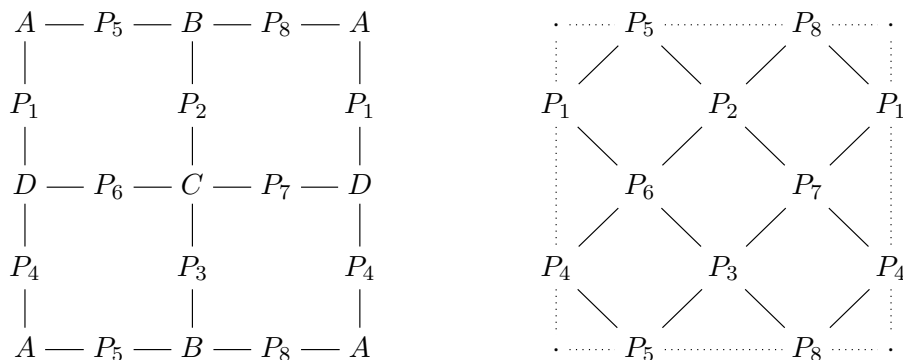 A P₅ B P₈ A P₅ P₈
P₁ P₂ P₁ P₁ P₂ P₁
D P₆ C P₇ D P₆ P₇
P₄ P₃ P₄ P₄ P₃ P₄
A P₅ B P₈ A P₅ P₈